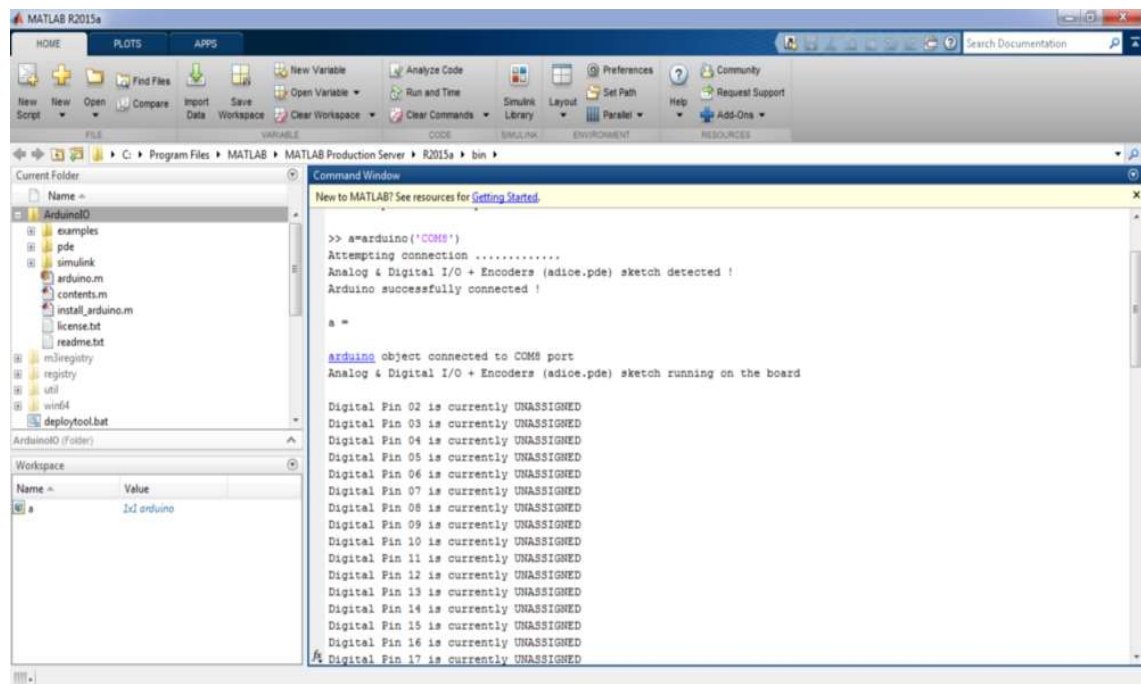 MATLAB R2015a
HOME PLOTS APPS
Search Documentation
New Script
New
Open
Find Files
Compare
Import Data
Save Workspace
New Variable
Open Variable
Clear Workspace
Analyze Code
Run and Time
Clear Commands
Simulink Library
Layout
Preferences
Set Path
Parallel
Help
Community
Request Support
Add-Ons
FILE VARIABLE CODE SIMULINK ENVIRONMENT RESOURCES
C: Program Files MATLAB MATLAB Production Server R2015a bin
Current Folder
Name
ArduinoIO
examples
pde
simulink
arduino.m
contents.m
install_arduino.m
license.txt
readme.txt
m3iregistry
registry
util
win64
deploytool.bat
ArduinoIO (Folder)
Workspace
Name Value
a 1x1 arduino
Command Window
New to MATLAB? See resources for Getting Started.
>> a=arduino('COM8')
Attempting connection .............
Analog & Digital I/O + Encoders (adioe.pde) sketch detected !
Arduino successfully connected !
a =
arduino object connected to COM8 port
Analog & Digital I/O + Encoders (adioe.pde) sketch running on the board
Digital Pin 02 is currently UNASSIGNED
Digital Pin 03 is currently UNASSIGNED
Digital Pin 04 is currently UNASSIGNED
Digital Pin 05 is currently UNASSIGNED
Digital Pin 06 is currently UNASSIGNED
Digital Pin 07 is currently UNASSIGNED
Digital Pin 08 is currently UNASSIGNED
Digital Pin 09 is currently UNASSIGNED
Digital Pin 10 is currently UNASSIGNED
Digital Pin 11 is currently UNASSIGNED
Digital Pin 12 is currently UNASSIGNED
Digital Pin 13 is currently UNASSIGNED
Digital Pin 14 is currently UNASSIGNED
Digital Pin 15 is currently UNASSIGNED
Digital Pin 16 is currently UNASSIGNED
fx Digital Pin 17 is currently UNASSIGNED